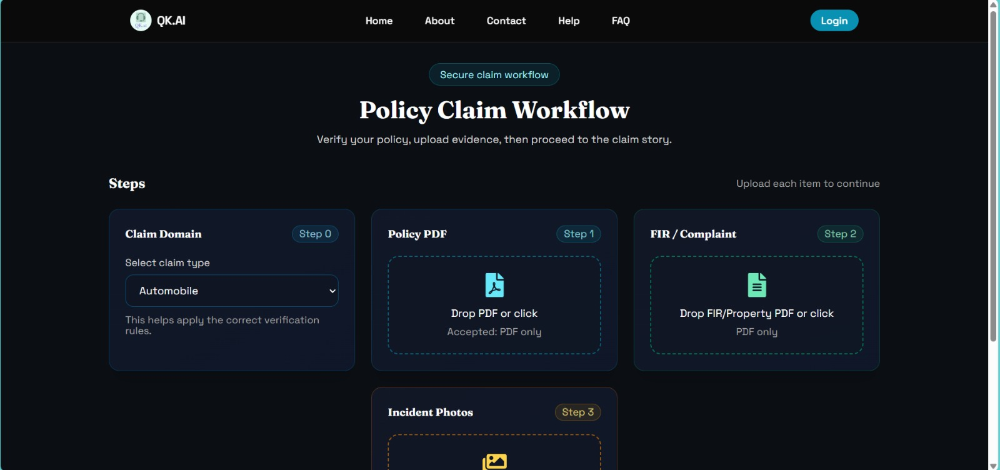 QK.AI
Home About Contact Help FAQ
Login
Secure claim workflow
Policy Claim Workflow
Verify your policy, upload evidence, then proceed to the claim story.
Steps
Upload each item to continue
Claim Domain
Step 0
Select claim type
Automobile
This helps apply the correct verification
rules.
Policy PDF
Step 1
Drop PDF or click
Accepted: PDF only
FIR / Complaint
Step 2
Drop FIR/Property PDF or click
PDF only
Incident Photos
Step 3